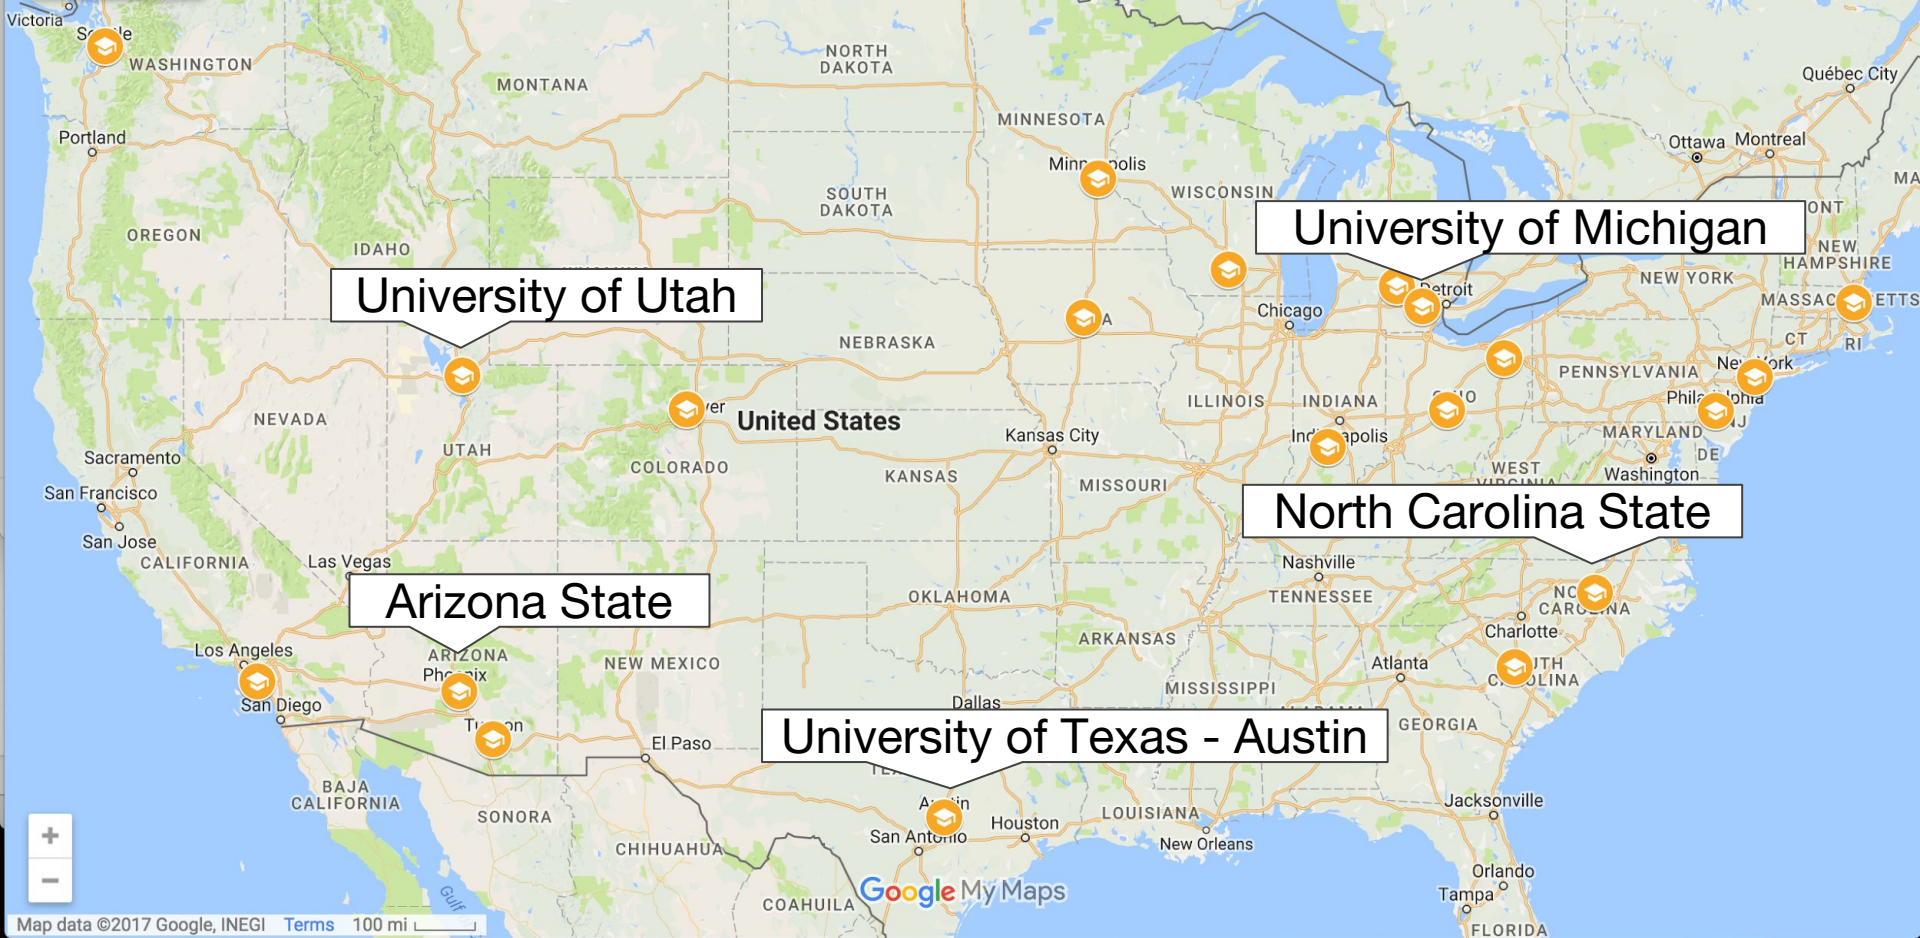 Victoria
WASHINGTON
MONTANA
NORTH
DAKOTA
Québec City
MINNESOTA
Portland
Ottawa
Montreal
SOUTH
DAKOTA
WISCONSIN
OREGON
IDAHO
University of Michigan
NEW
HAMPSHIRE
NEW YORK
University of Utah
Detroit
Chicago
NEBRASKA
CT
RI
PENNSYLVANIA
NEVADA
United States
ILLINOIS
INDIANA
Kansas City
MARYLAND
NJ
UTAH
Sacramento
COLORADO
KANSAS
MISSOURI
WEST
VIRGINIA
DE
Washington
San Francisco
North Carolina State
San Jose
CALIFORNIA
Las Vegas
Nashville
Arizona State
OKLAHOMA
TENNESSEE
Charlotte
ARKANSAS
Los Angeles
ARIZONA
NEW MEXICO
Atlanta
MISSISSIPPI
San Diego
Dallas
GEORGIA
University of Texas - Austin
El Paso
BAJA
CALIFORNIA
SONORA
Jacksonville
LOUISIANA
Houston
San Antonio
New Orleans
CHIHUAHUA
Orlando
Tampa
Google My Maps
COAHUILA
Gulf
FLORIDA
+
−
Map data ©2017 Google, INEGI Terms 100 mi